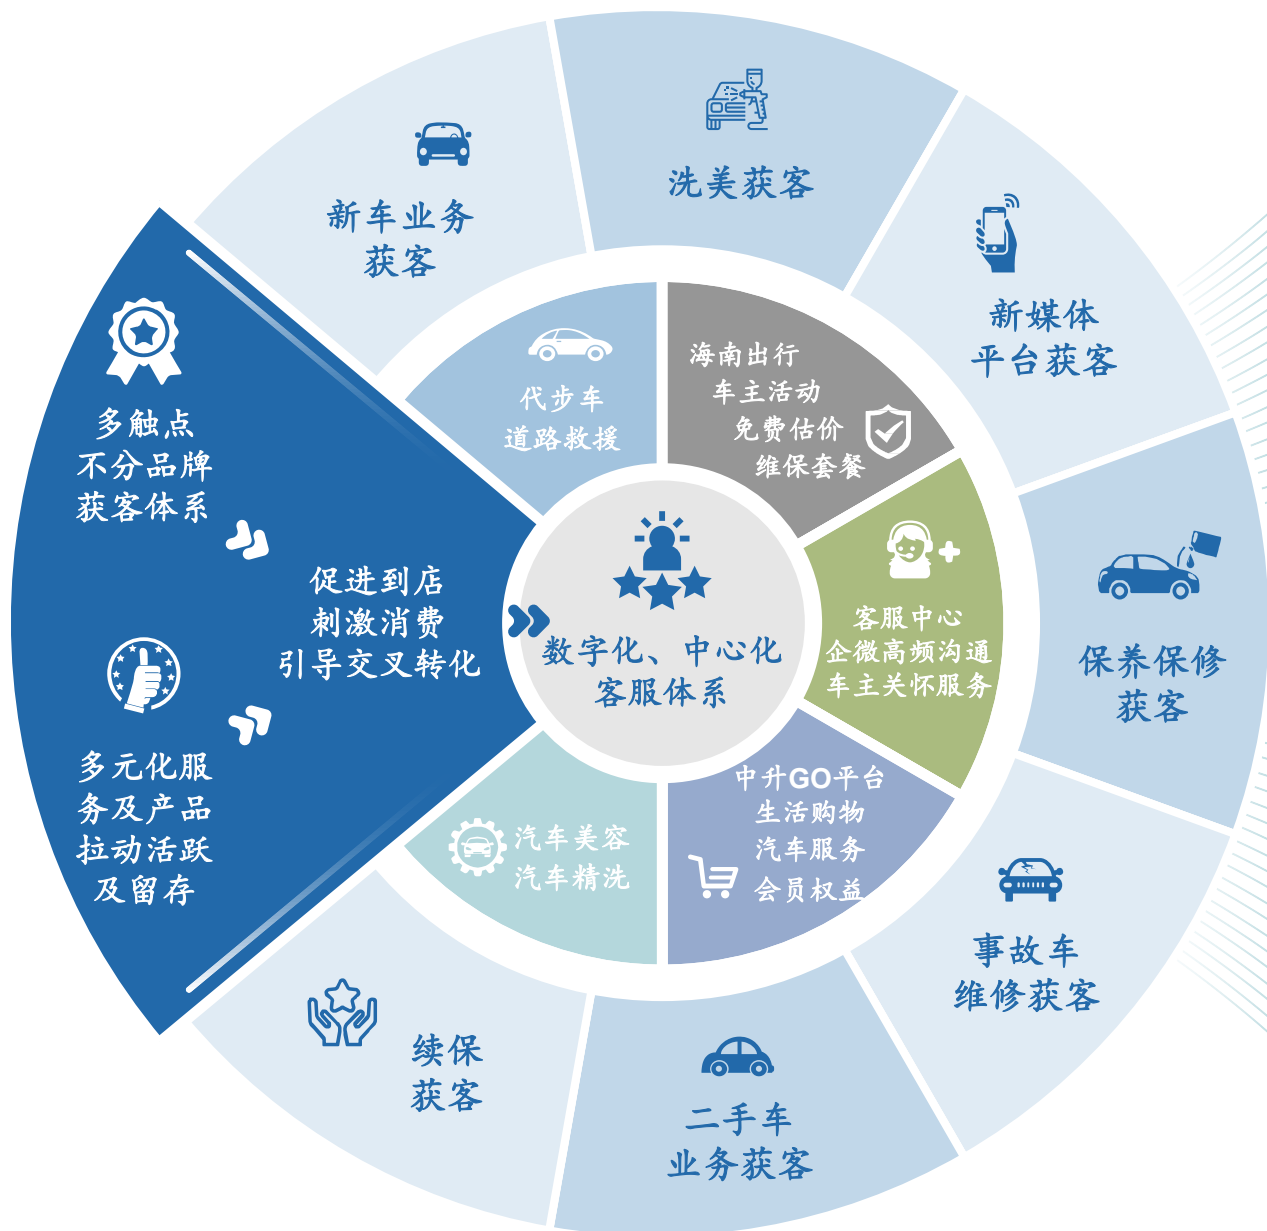 洗美获客
新车业务
获客
新媒体
平台获客
保养保修
获客
事故车
维修获客
二手车
业务获客
续保
获客
多触点
不分品牌
获客体系
多元化服
务及产品
拉动活跃
及留存
促进到店
刺激消费
引导交叉转化
代步车
道路救援
海南出行
车主活动
免费估价
维保套餐
客服中心
企微高频沟通
车主关怀服务
中升GO平台
生活购物
汽车服务
会员权益
汽车美容
汽车精洗
数字化、中心化
客服体系